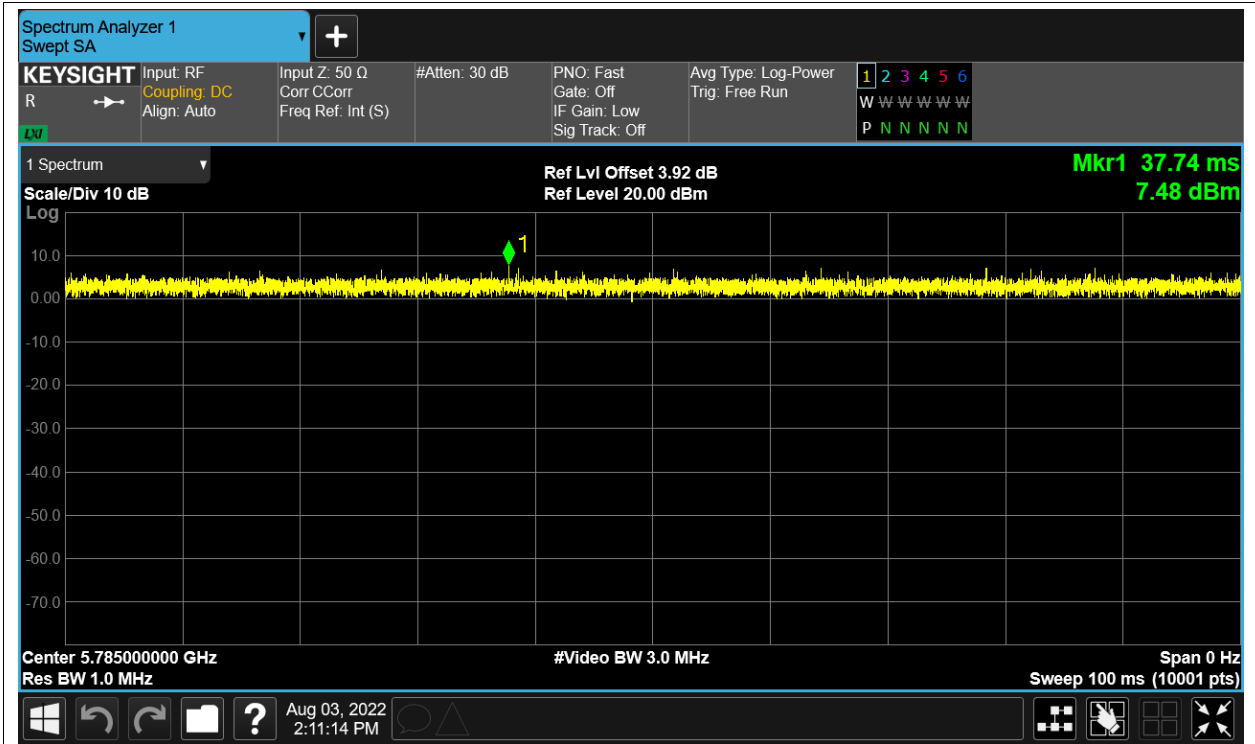 Spectrum Analyzer 1
Swept SA
KEYSIGHT
R
LXI
Input: RF
Coupling: DC
Align: Auto
Input Z: 50 Ω
Corr CCorr
Freq Ref: Int (S)
#Atten: 30 dB
PNO: Fast
Gate: Off
IF Gain: Low
Sig Track: Off
Avg Type: Log-Power
Trig: Free Run
1 2 3 4 5 6
W W W W W W
P N N N N N
1 Spectrum
Scale/Div 10 dB
Ref Lvl Offset 3.92 dB
Ref Level 20.00 dBm
Mkr1 37.74 ms
7.48 dBm
Log
1
10.0
0.00
-10.0
-20.0
-30.0
-40.0
-50.0
-60.0
-70.0
Center 5.785000000 GHz
#Video BW 3.0 MHz
Span 0 Hz
Res BW 1.0 MHz
Sweep 100 ms (10001 pts)
?
Aug 03, 2022
2:11:14 PM